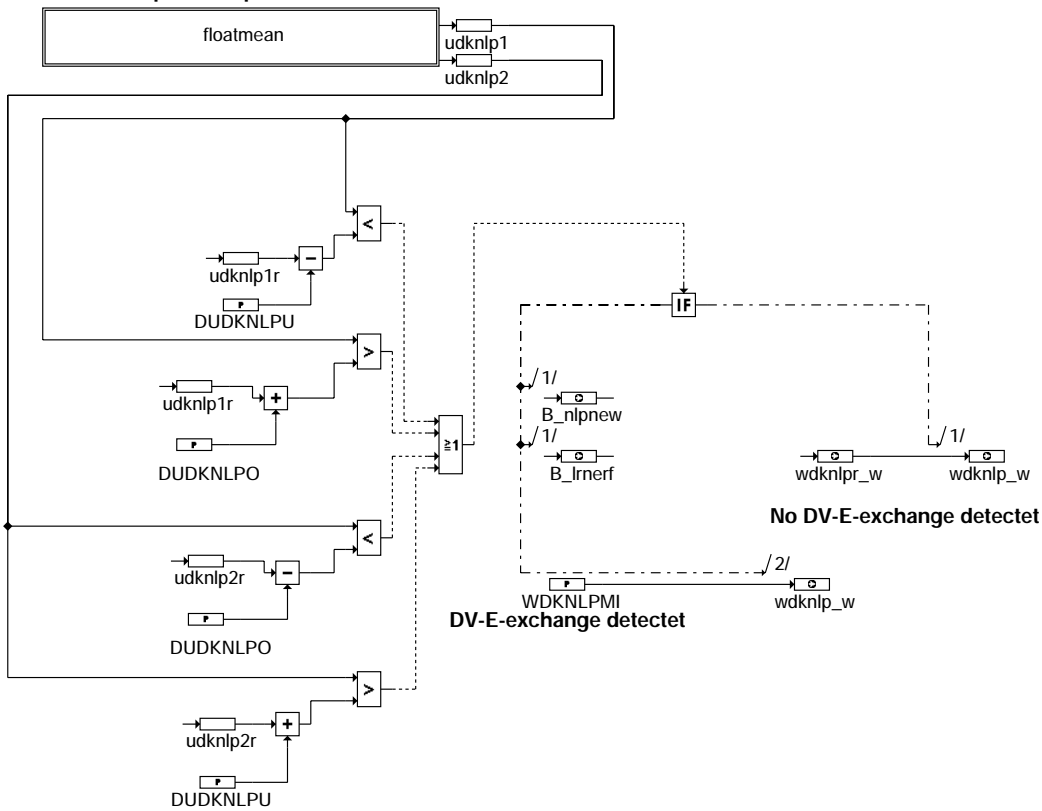 floatmean
udknlp1
udknlp2
<
udknlp1r
−
P
DUDKNLPU
>
udknlp1r
+
P
DUDKNLPO
≥1
<
udknlp2r
−
P
DUDKNLPO
>
udknlp2r
+
P
DUDKNLPU
IF
/1/
B_nlpnew
/1/
B_lrnerf
/1/
wdknlpr_w
wdknlp_w
No DV-E-exchange detectet
/2/
P
WDKNLPMI
wdknlp_w
DV-E-exchange detectet